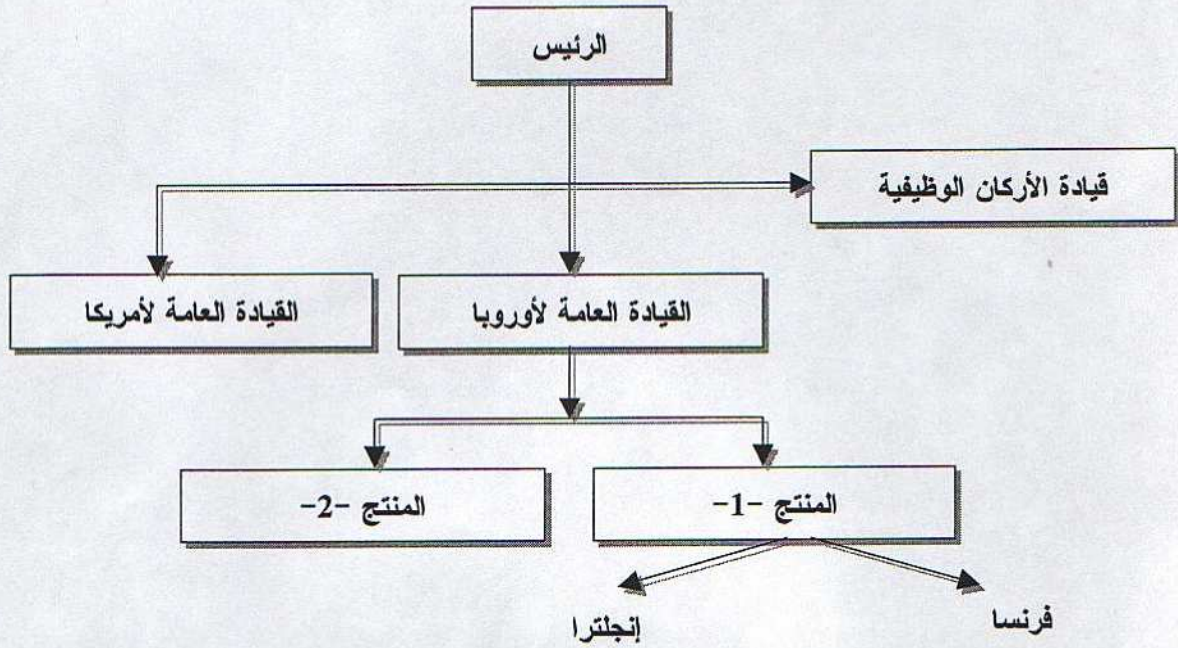 الرئيس
قيادة الأركان الوظيفية
القيادة العامة لأوروبا
القيادة العامة لأمريكا
المنتج -1-
المنتج -2-
فرنسا
إنجلترا